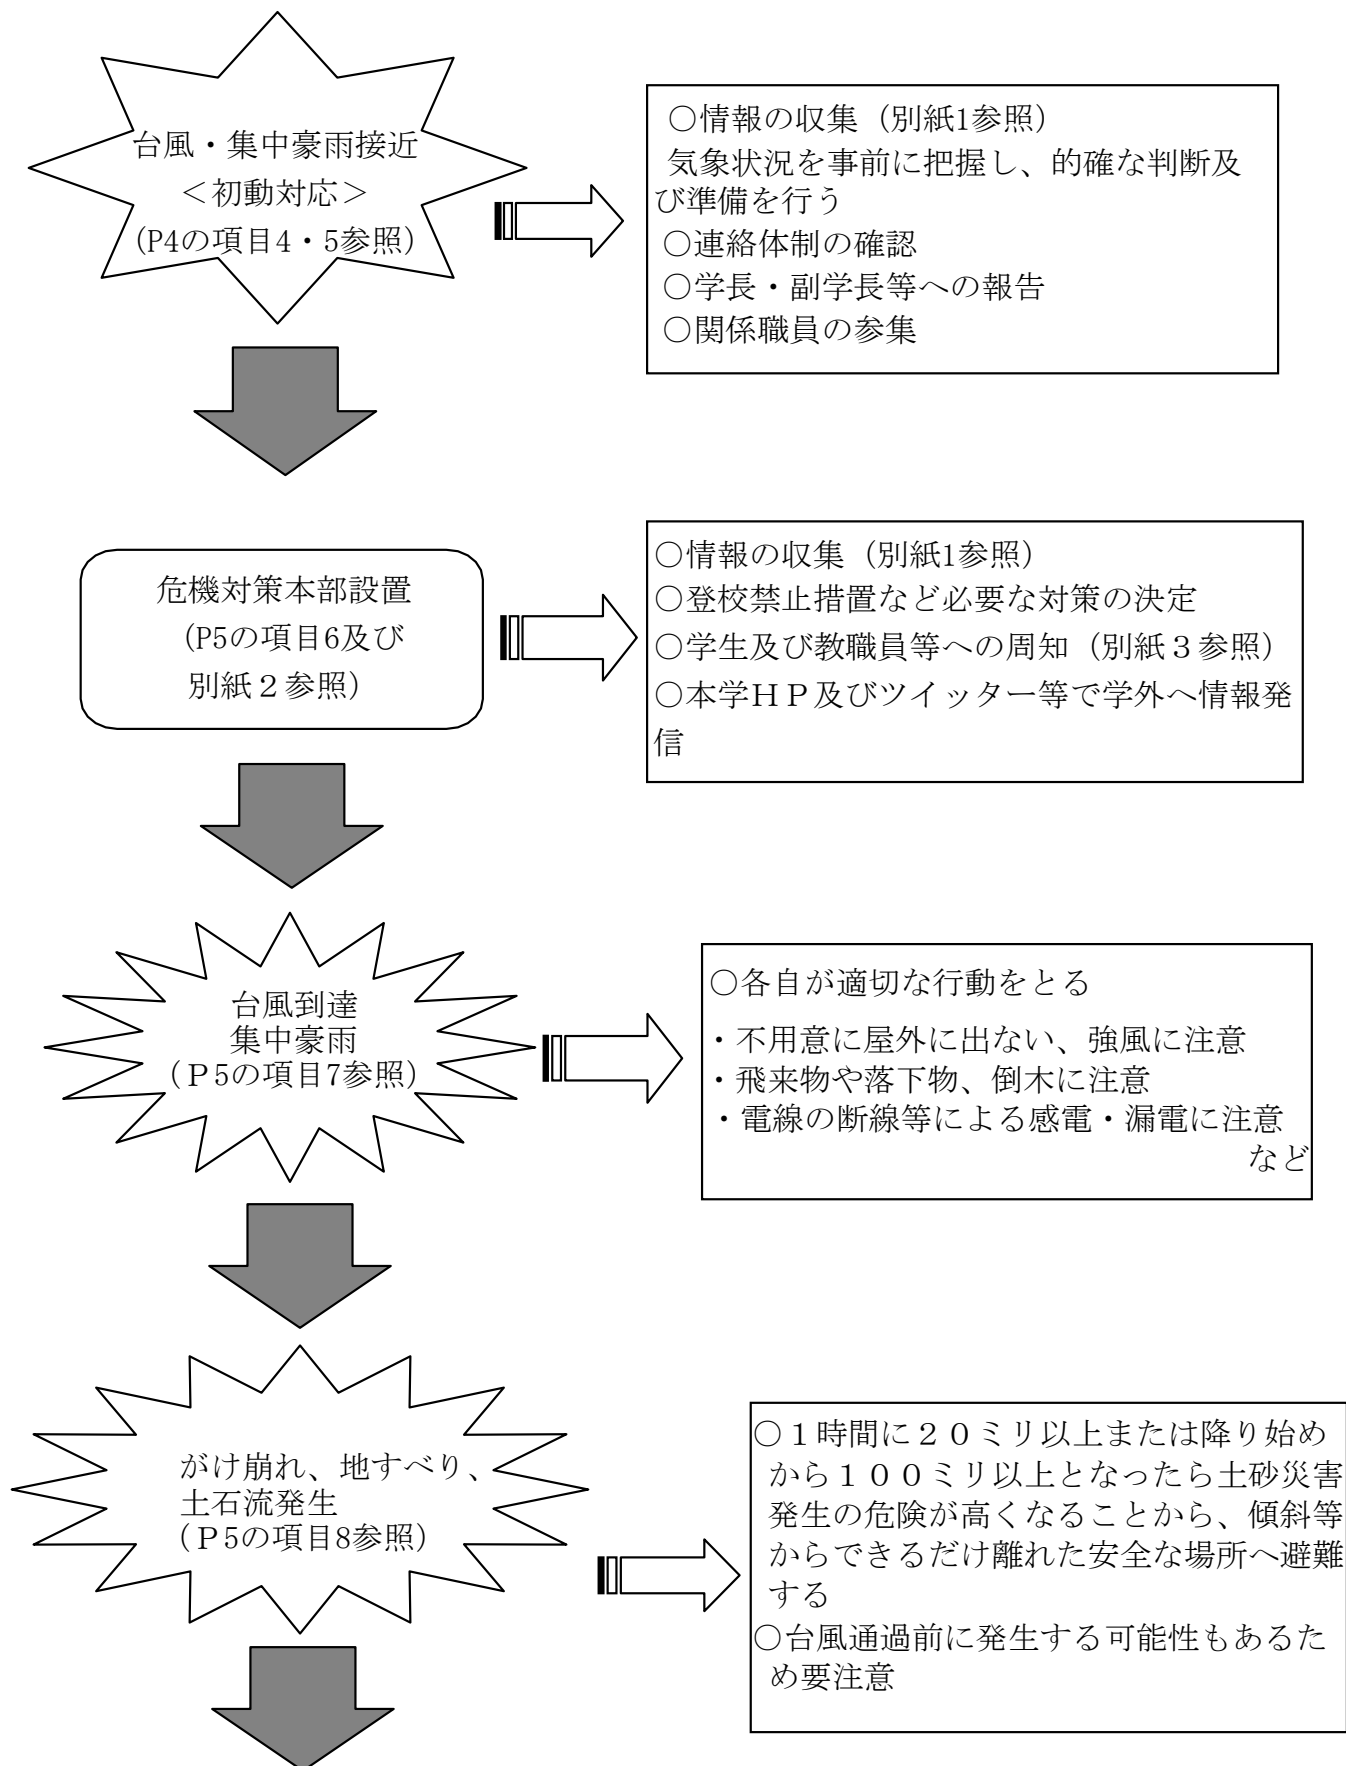 台風・集中豪雨接近
＜初動対応＞
（P4の項目4・5参照）
○情報の収集（別紙1参照）
気象状況を事前に把握し、的確な判断及
び準備を行う
○連絡体制の確認
○学長・副学長等への報告
○関係職員の参集
危機対策本部設置
（P5の項目6及び
別紙２参照）
○情報の収集（別紙1参照）
○登校禁止措置など必要な対策の決定
○学生及び教職員等への周知（別紙３参照）
○本学ＨＰ及びツイッター等で学外へ情報発
信
台風到達
集中豪雨
（Ｐ5の項目7参照）
○各自が適切な行動をとる
・不用意に屋外に出ない、強風に注意
・飛来物や落下物、倒木に注意
・電線の断線等による感電・漏電に注意
など
がけ崩れ、地すべり、
土石流発生
（Ｐ5の項目8参照）
○１時間に２０ミリ以上または降り始め
から１００ミリ以上となったら土砂災害
発生の危険が高くなることから、傾斜等
からできるだけ離れた安全な場所へ避難
する
○台風通過前に発生する可能性もあるた
め要注意